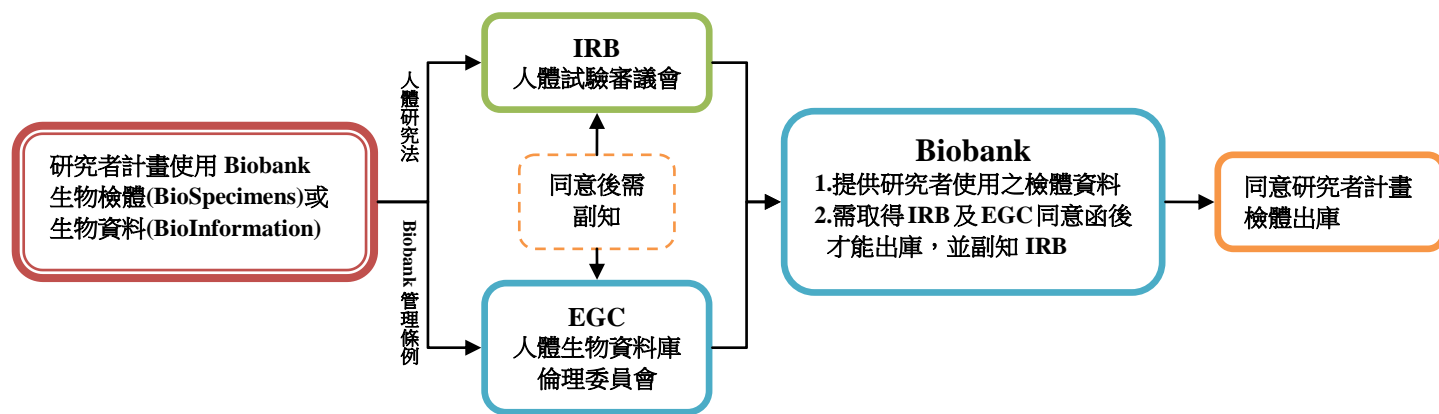 研究者計畫使用 Biobank
生物檢體(BioSpecimens)或
生物資料(BioInformation)
人體研究法
Biobank 管理條例
IRB
人體試驗審議會
同意後需
副知
EGC
人體生物資料庫
倫理委員會
Biobank
1.提供研究者使用之檢體資料
2.需取得 IRB 及 EGC 同意函後
才能出庫，並副知 IRB
同意研究者計畫
檢體出庫